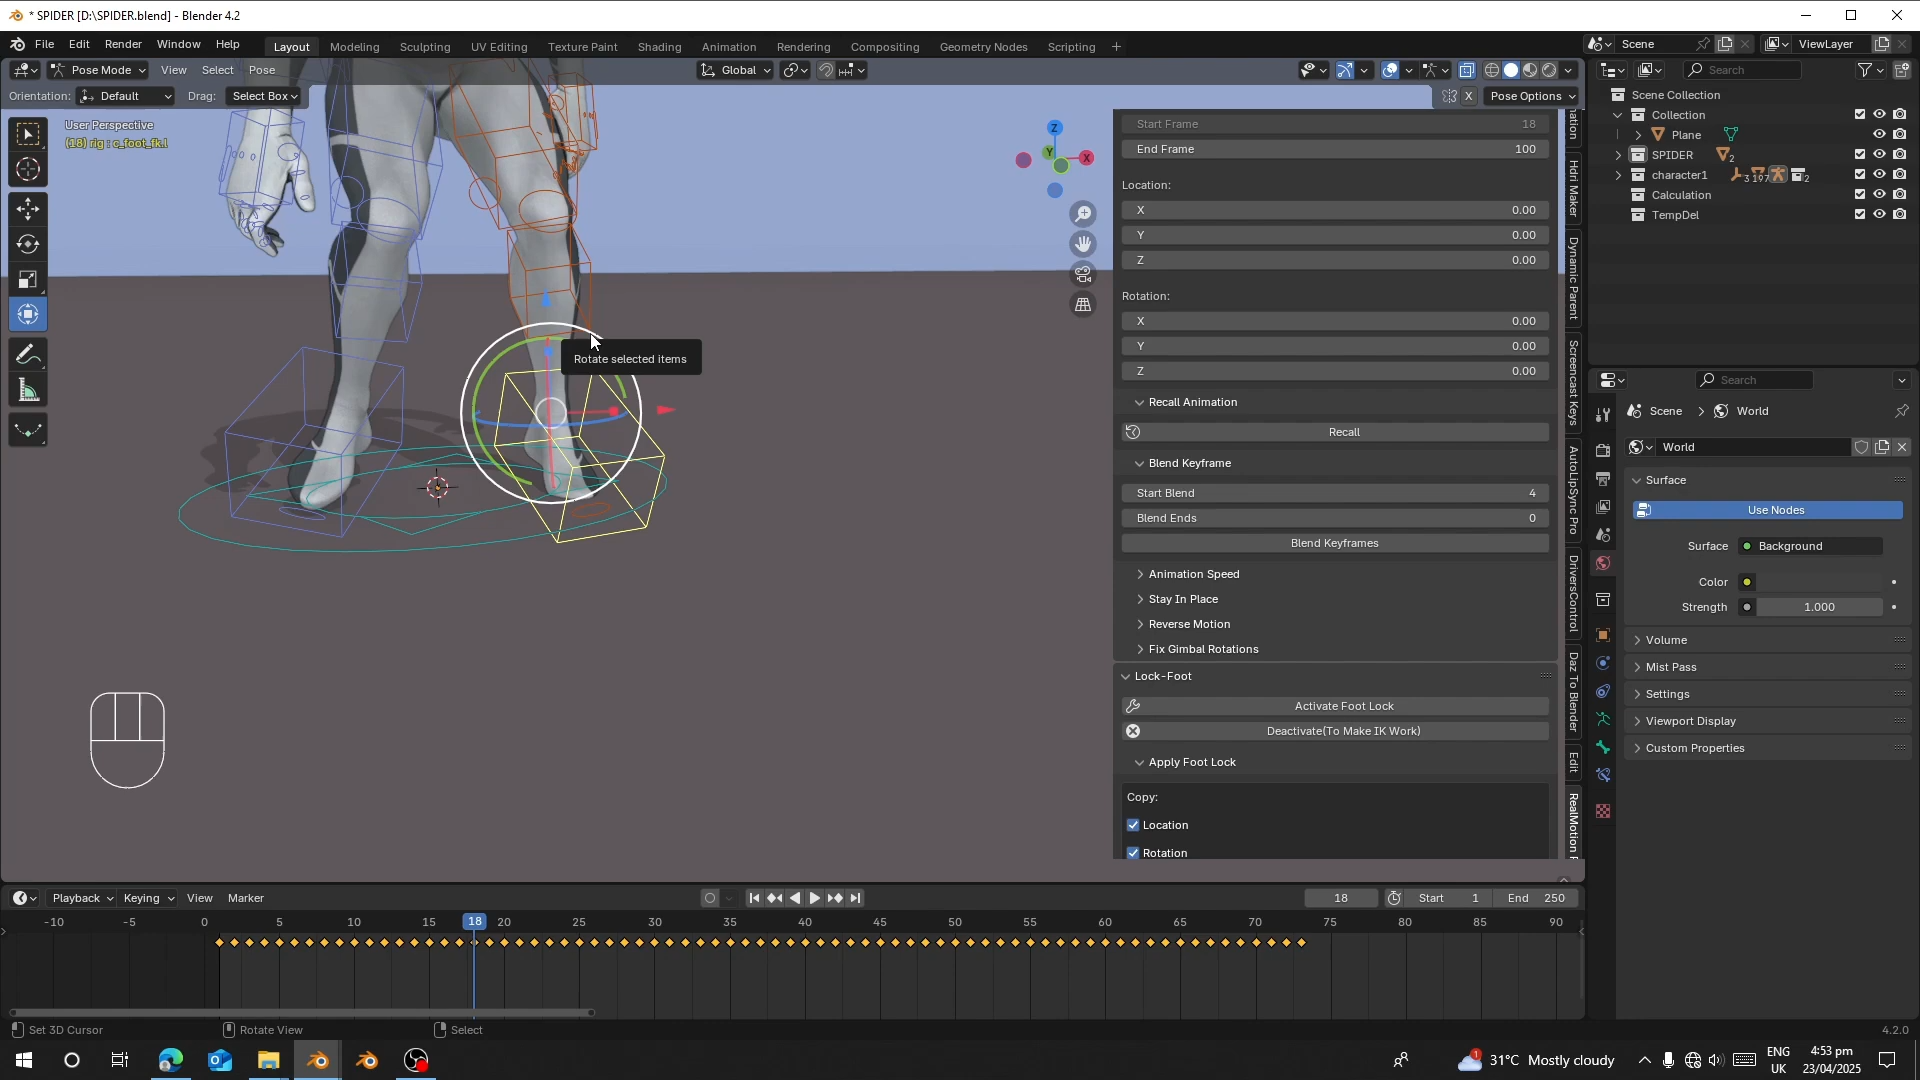 * SPIDER [D:\SPIDER.blend] - Blender 4.2
File Edit Render Window Help Layout Modeling Sculpting UV Editing Texture Paint Shading Animation Rendering Compositing Geometry Nodes Scripting + Scene ViewLayer
Pose Mode View Select Pose Global Search
Orientation: Default Drag: Select Box X Pose Options
Scene Collection
Collection
Plane
SPIDER 2
character1 3 197 2
Calculation
TempDel
User Perspective
(18) rig : c_foot_fk.l
Z
Y X
Rotate selected items
Start Frame 18
End Frame 100
Location:
X 0.00
Y 0.00
Z 0.00
Rotation:
X 0.00
Y 0.00
Z 0.00
Recall Animation
Recall
Blend Keyframe
Start Blend 4
Blend Ends 0
Blend Keyframes
Animation Speed
Stay In Place
Reverse Motion
Fix Gimbal Rotations
Lock-Foot
Activate Foot Lock
Deactivate(To Make IK Work)
Apply Foot Lock
Copy:
Location
Rotation
Hdri Maker
Dynamic Parent
Screencast Keys
AutoLipSync Pro
DriversControl
Daz To Blender
Edit
Search
Scene World
World
Surface
Use Nodes
Surface Background
Color
Strength 1.000
Volume
Mist Pass
Settings
Viewport Display
Custom Properties
Playback Keying View Marker 18 Start 1 End 250
-10 -5 0 5 10 15 18 20 25 30 35 40 45 50 55 60 65 70 75 80 85 90
Set 3D Cursor Rotate View Select 4.2.0
1 31°C Mostly cloudy ENG UK 4:53 pm 23/04/2025